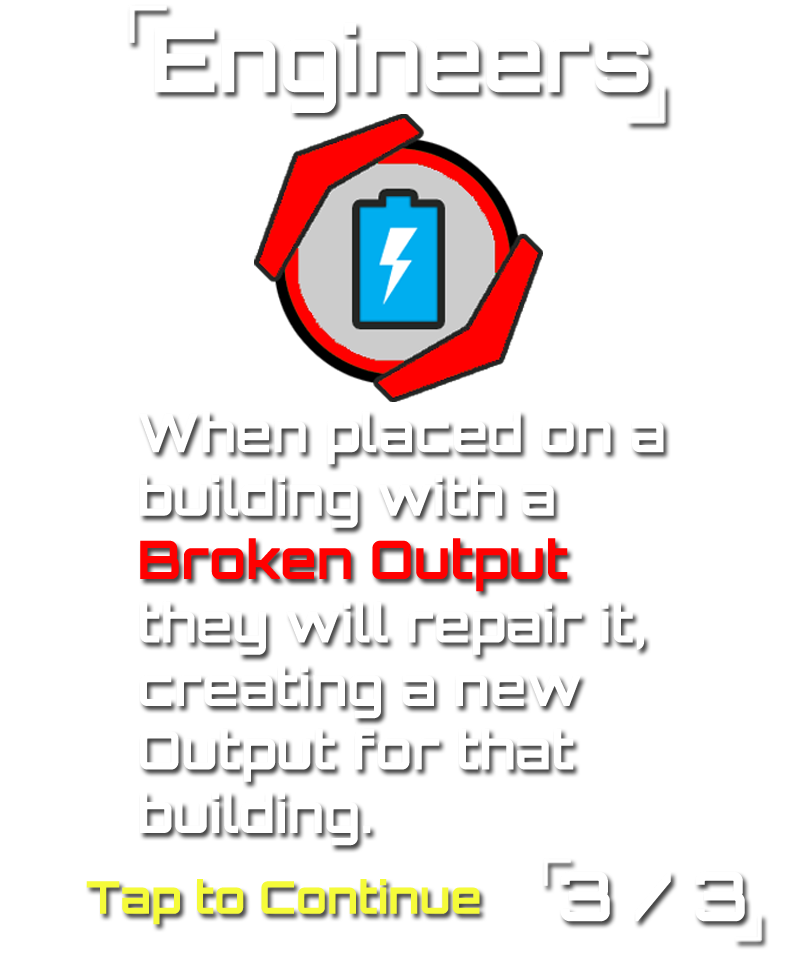 Engineers
When placed on a
building with a
Broken Output
they will repair it,
creating a new
Output for that
building.
Tap to Continue
3 / 3